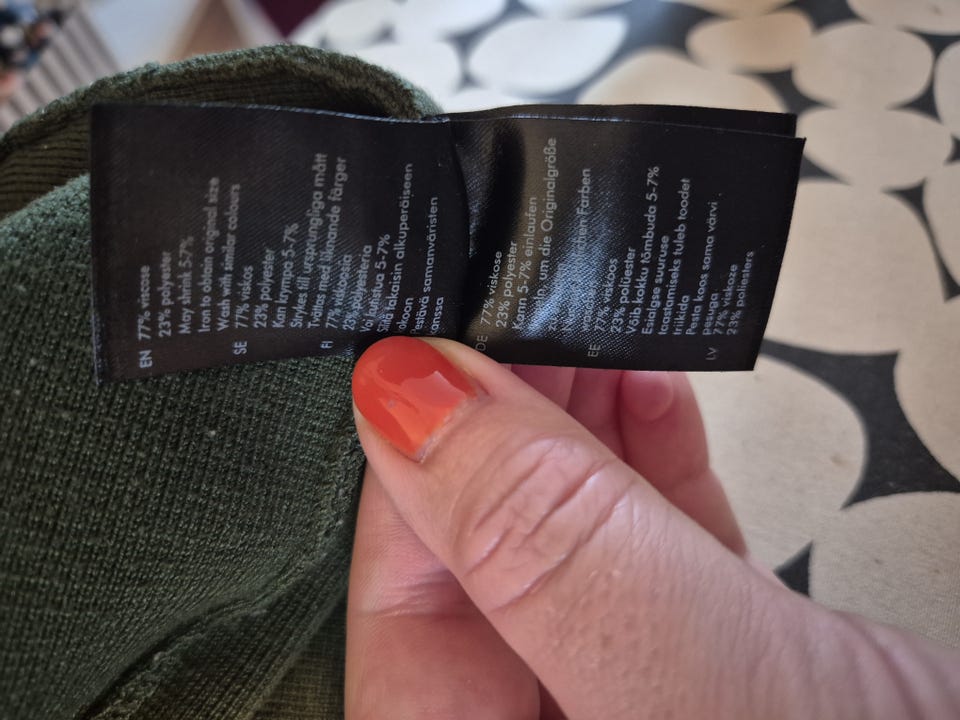 EN 77% viscose
23% polyester
May shrink 5-7%
Iron to obtain original size
Wash with similar colours
SE 77% viskos
23% polyester
Kan krympa 5-7%
Strykes till ursprungliga mått
Tvättas med liknande färger
FI 77% viskoosia
23% polyesteria
Voi kutistua 5-7%
Silitä takaisin alkuperäiseen
kokoon
Pestävä samanväristen
kanssa
DE 77% viskose
23% polyester
Kann 5-7% einlaufen
um die Originalgröße
Farben
EE 77% viskoos
23% polüester
Võib kokku tõmbuda 5-7%
Esialgse suuruse
taastamiseks tuleb toodet
triikida
Pesta koos sama värvi
pesuga
LV 77% viskoze
23% poliesters